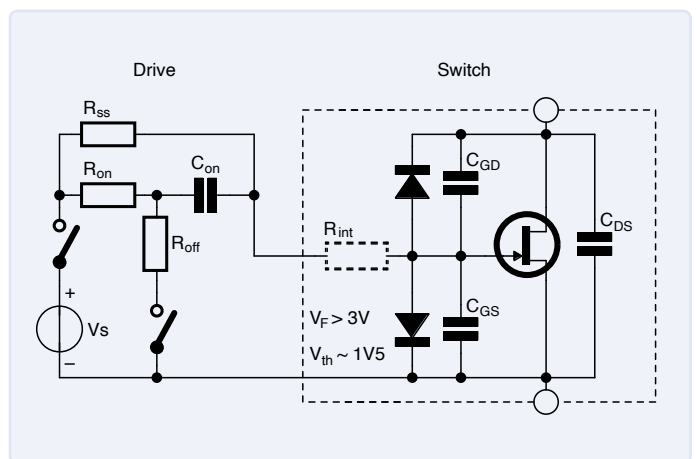 Drive
Switch
Rss
Ron
Con
CGD
Roff
Rint
CDS
+
Vs
–
VF > 3V
CGS
Vth ~ 1V5